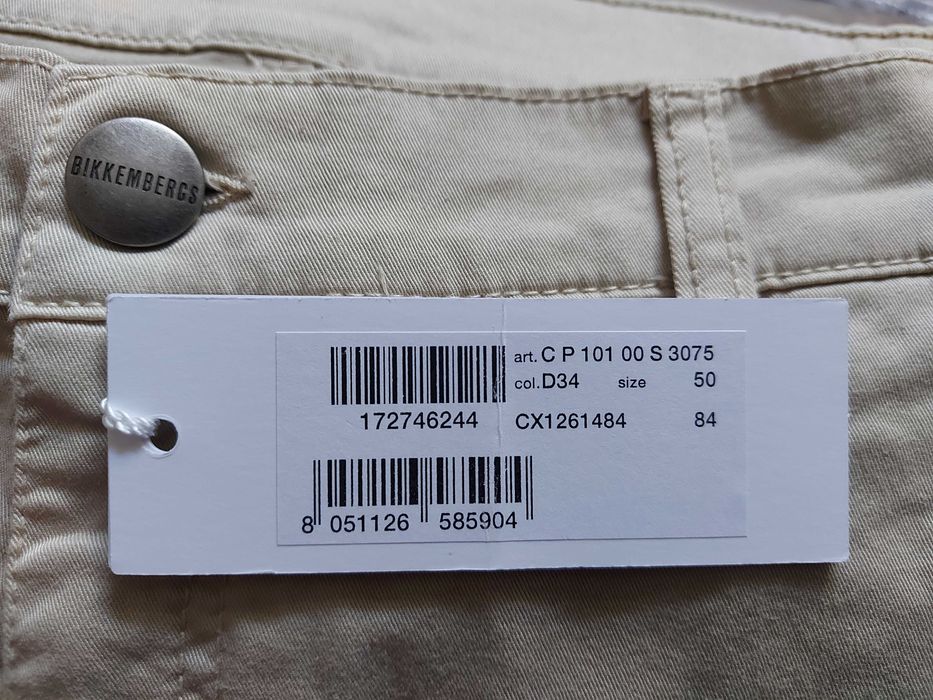 BIKKEMBERGS
art. C P 101 00 S 3075
col. D34 size 50
172746244 CX1261484 84
8 051126 585904